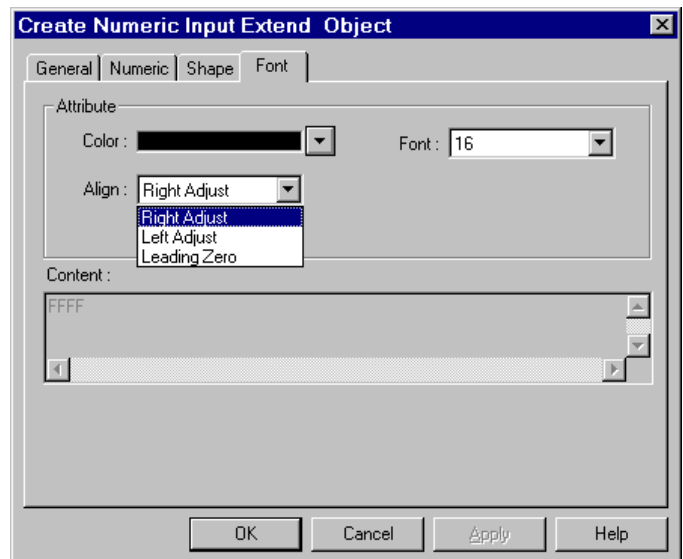 Create Numeric Input Extend Object
General Numeric Shape Font
Attribute
Color : Font : 16
Align : Right Adjust
Right Adjust
Left Adjust
Leading Zero
Content :
FFFF
OK Cancel Apply Help